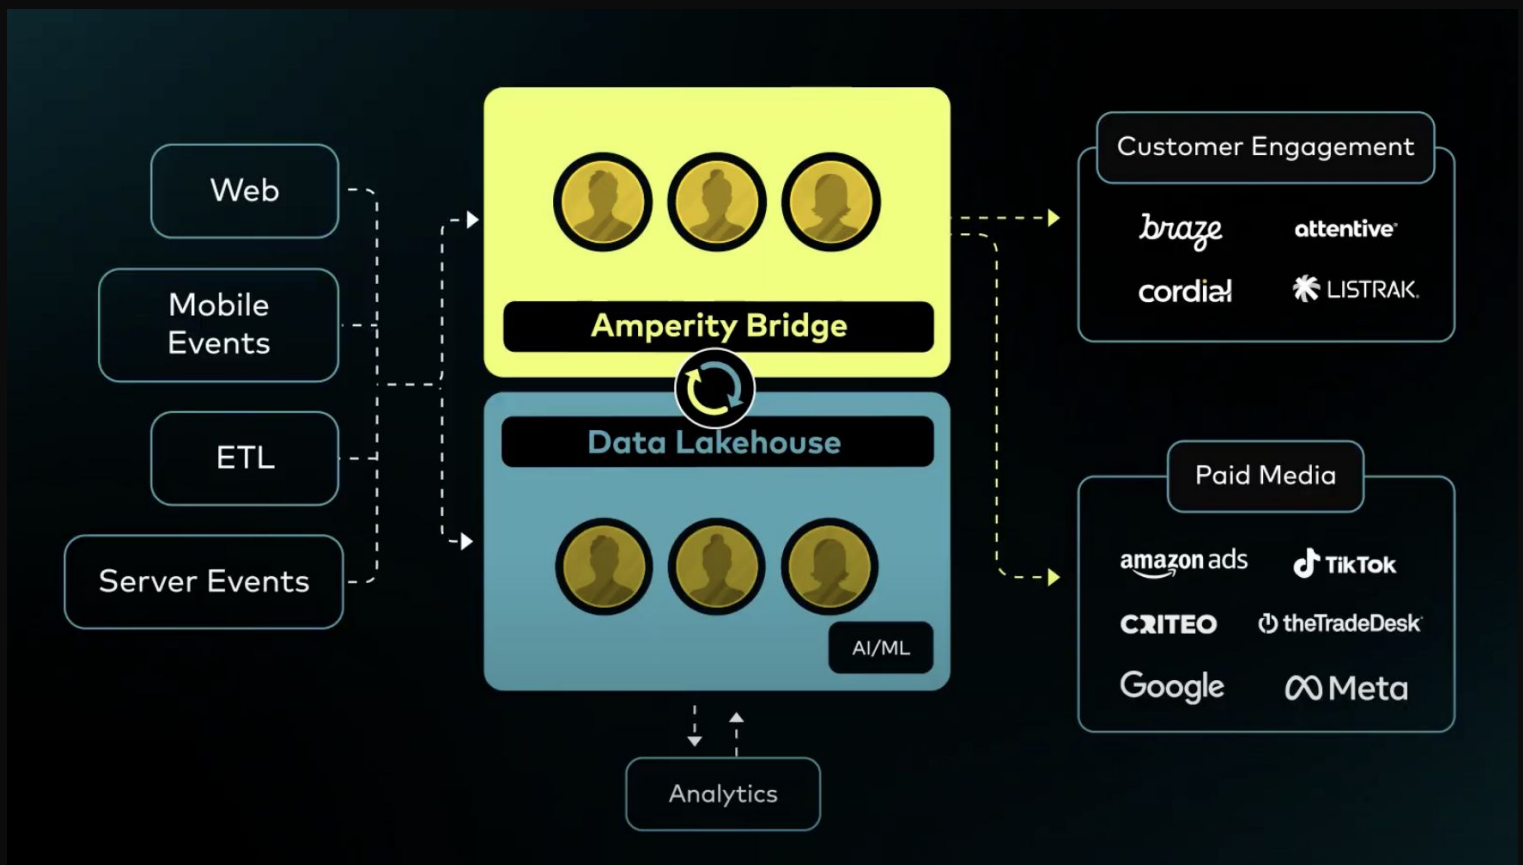 Web
Mobile
Events
ETL
Server Events
Amperity Bridge
Data Lakehouse
AI/ML
Analytics
Customer Engagement
braze attentive®
cordial LISTRAK®
Paid Media
amazon ads TikTok
CRITEO theTradeDesk
Google Meta